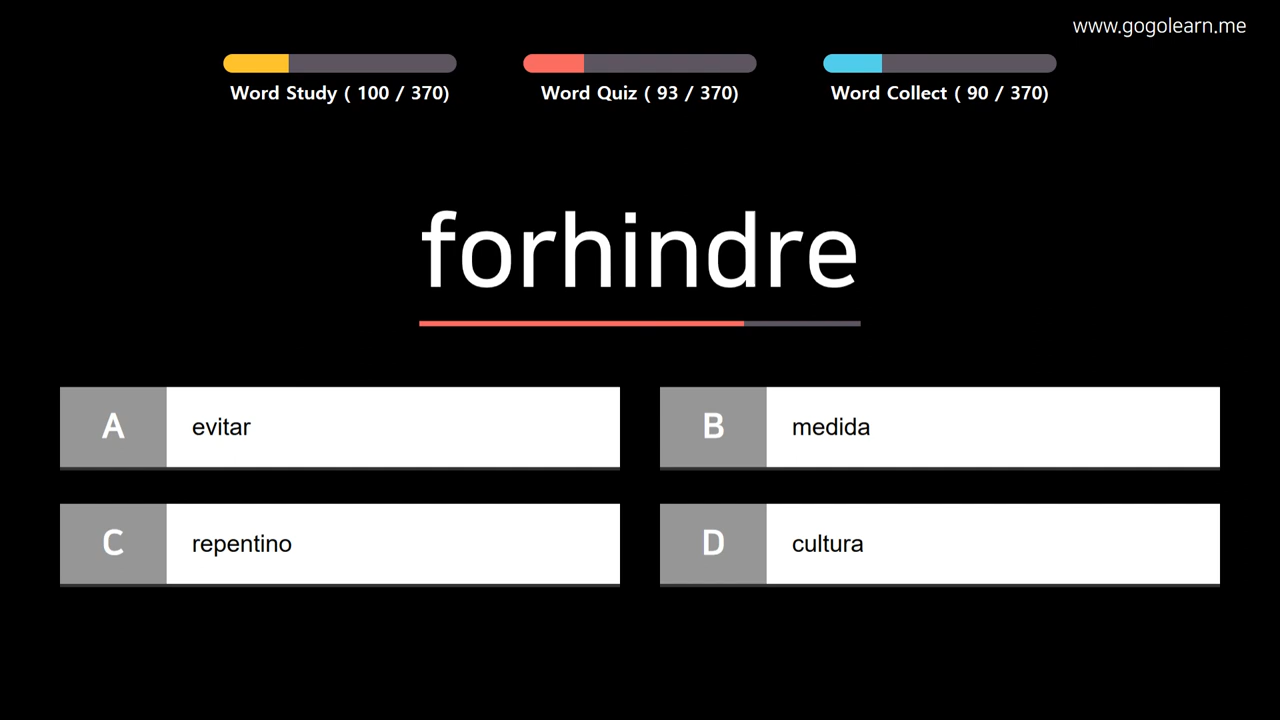 www.gogolearn.me
Word Study ( 100 / 370)
Word Quiz ( 93 / 370)
Word Collect ( 90 / 370)
forhindre
A evitar
B medida
C repentino
D cultura